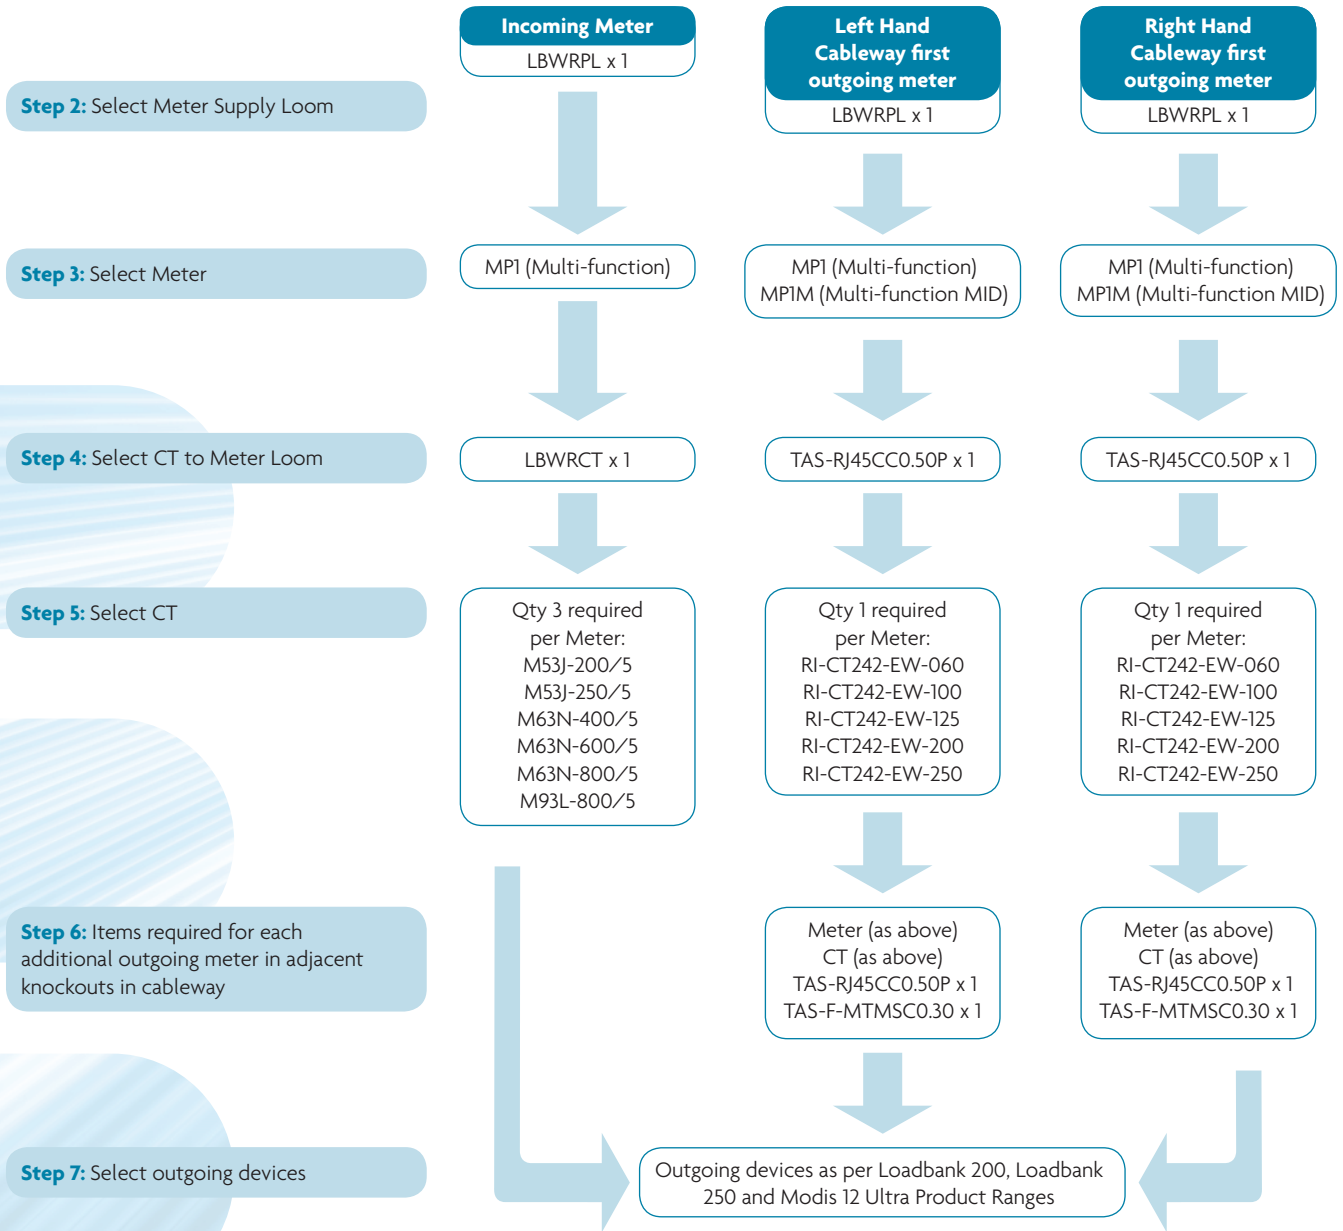 Incoming Meter
LBWRPL x 1
Left Hand
Cableway first
outgoing meter
LBWRPL x 1
Right Hand
Cableway first
outgoing meter
LBWRPL x 1
Step 2: Select Meter Supply Loom
Step 3: Select Meter
MP1 (Multi-function)
MP1 (Multi-function)
MP1M (Multi-function MID)
MP1 (Multi-function)
MP1M (Multi-function MID)
Step 4: Select CT to Meter Loom
LBWRCT x 1
TAS-RJ45CC0.50P x 1
TAS-RJ45CC0.50P x 1
Step 5: Select CT
Qty 3 required
per Meter:
M53J-200/5
M53J-250/5
M63N-400/5
M63N-600/5
M63N-800/5
M93L-800/5
Qty 1 required
per Meter:
RI-CT242-EW-060
RI-CT242-EW-100
RI-CT242-EW-125
RI-CT242-EW-200
RI-CT242-EW-250
Qty 1 required
per Meter:
RI-CT242-EW-060
RI-CT242-EW-100
RI-CT242-EW-125
RI-CT242-EW-200
RI-CT242-EW-250
Step 6: Items required for each
additional outgoing meter in adjacent
knockouts in cableway
Meter (as above)
CT (as above)
TAS-RJ45CC0.50P x 1
TAS-F-MTMSC0.30 x 1
Meter (as above)
CT (as above)
TAS-RJ45CC0.50P x 1
TAS-F-MTMSC0.30 x 1
Step 7: Select outgoing devices
Outgoing devices as per Loadbank 200, Loadbank
250 and Modis 12 Ultra Product Ranges